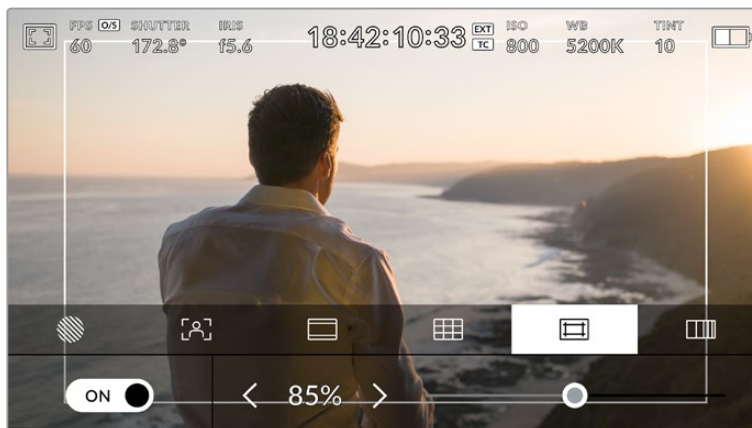 FPS O/S SHUTTER IRIS 18:42:10:33 EXT TC ISO WB TINT
60 172.8° f5.6 800 5200K 10
ON 85%